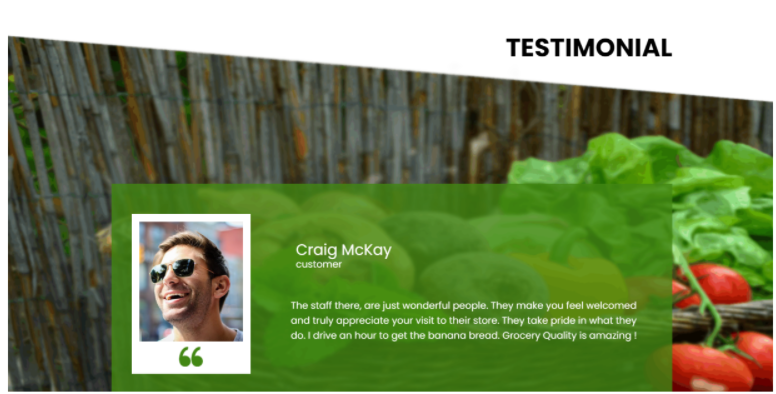 TESTIMONIAL
Craig McKay
customer
The staff there, are just wonderful people. They make you feel welcomed
and truly appreciate your visit to their store. They take pride in what they
do. I drive an hour to get the banana bread. Grocery Quality is amazing !